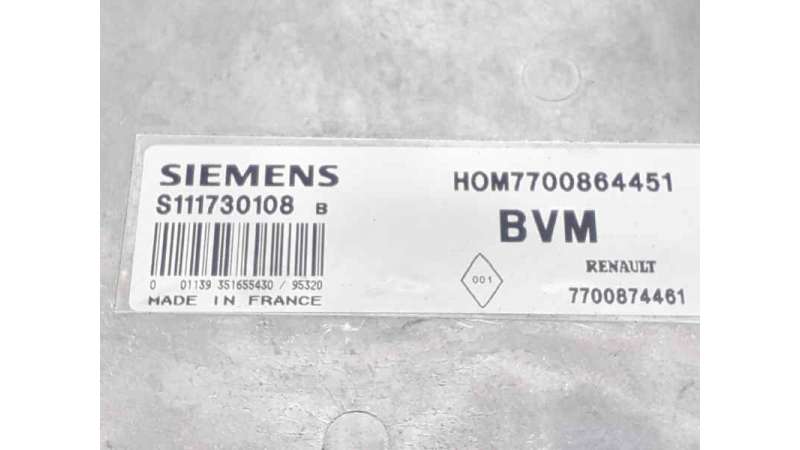 SIEMENS
S111730108 B
0 01139 351655430 / 95320
MADE IN FRANCE
HOM7700864451
BVM
001
RENAULT
7700874461